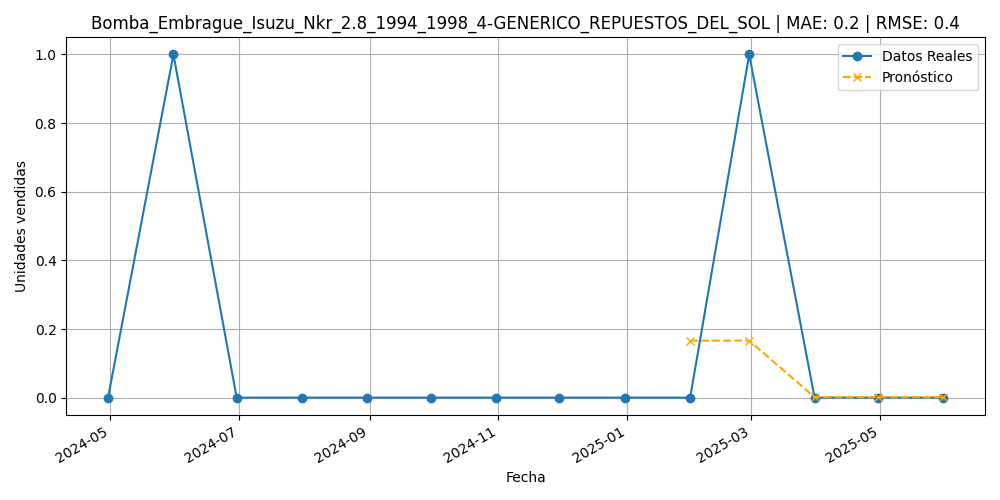 Bomba_Embrague_Isuzu_Nkr_2.8_1994_1998_4-GENERICO_REPUESTOS_DEL_SOL | MAE: 0.2 | RMSE: 0.4
Datos Reales
Pronóstico
Unidades vendidas
1.0
0.8
0.6
0.4
0.2
0.0
2024-05
2024-07
2024-09
2024-11
2025-01
2025-03
2025-05
Fecha